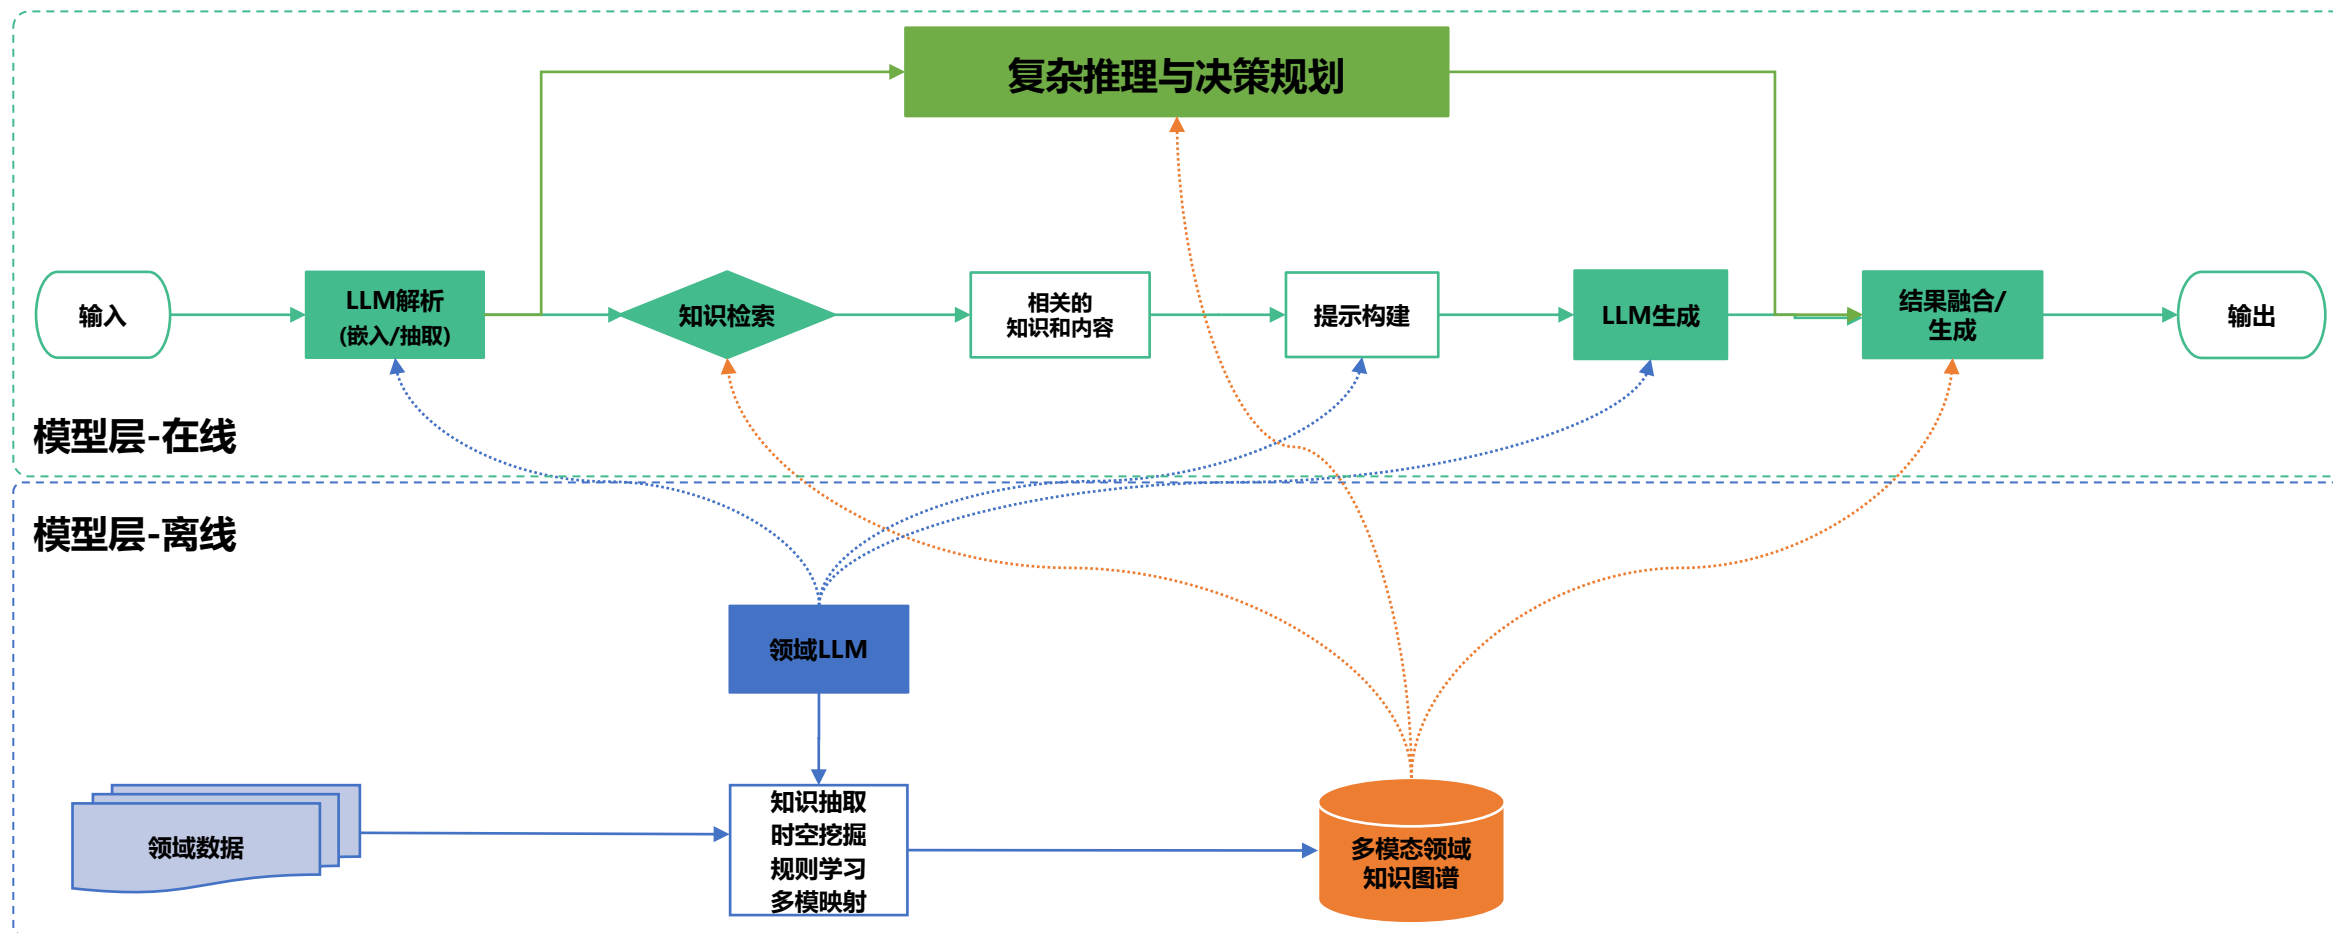 复杂推理与决策规划
输入
LLM解析
(嵌入/抽取)
知识检索
相关的
知识和内容
提示构建
LLM生成
结果融合/
生成
输出
模型层-在线
模型层-离线
领域LLM
领域数据
知识抽取
时空挖掘
规则学习
多模映射
多模态领域
知识图谱